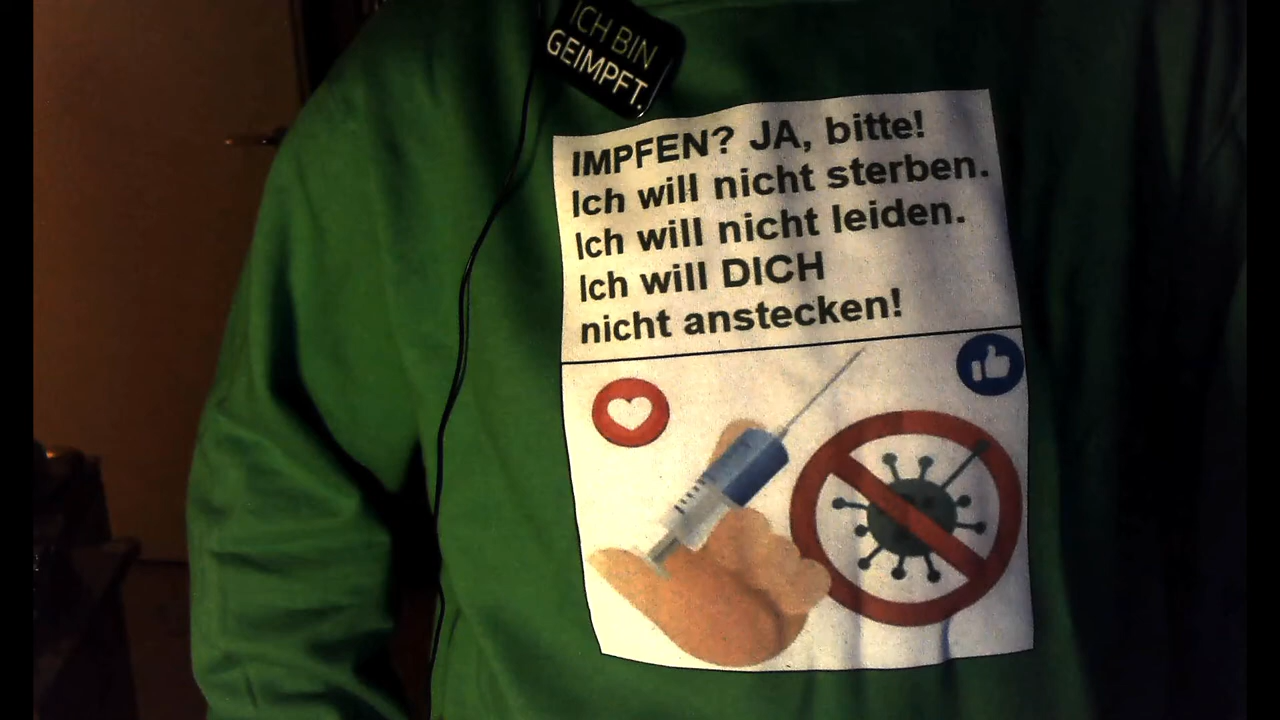 ICH BIN
GEIMPFT.
IMPFEN? JA, bitte!
Ich will nicht sterben.
Ich will nicht leiden.
Ich will DICH
nicht anstecken!